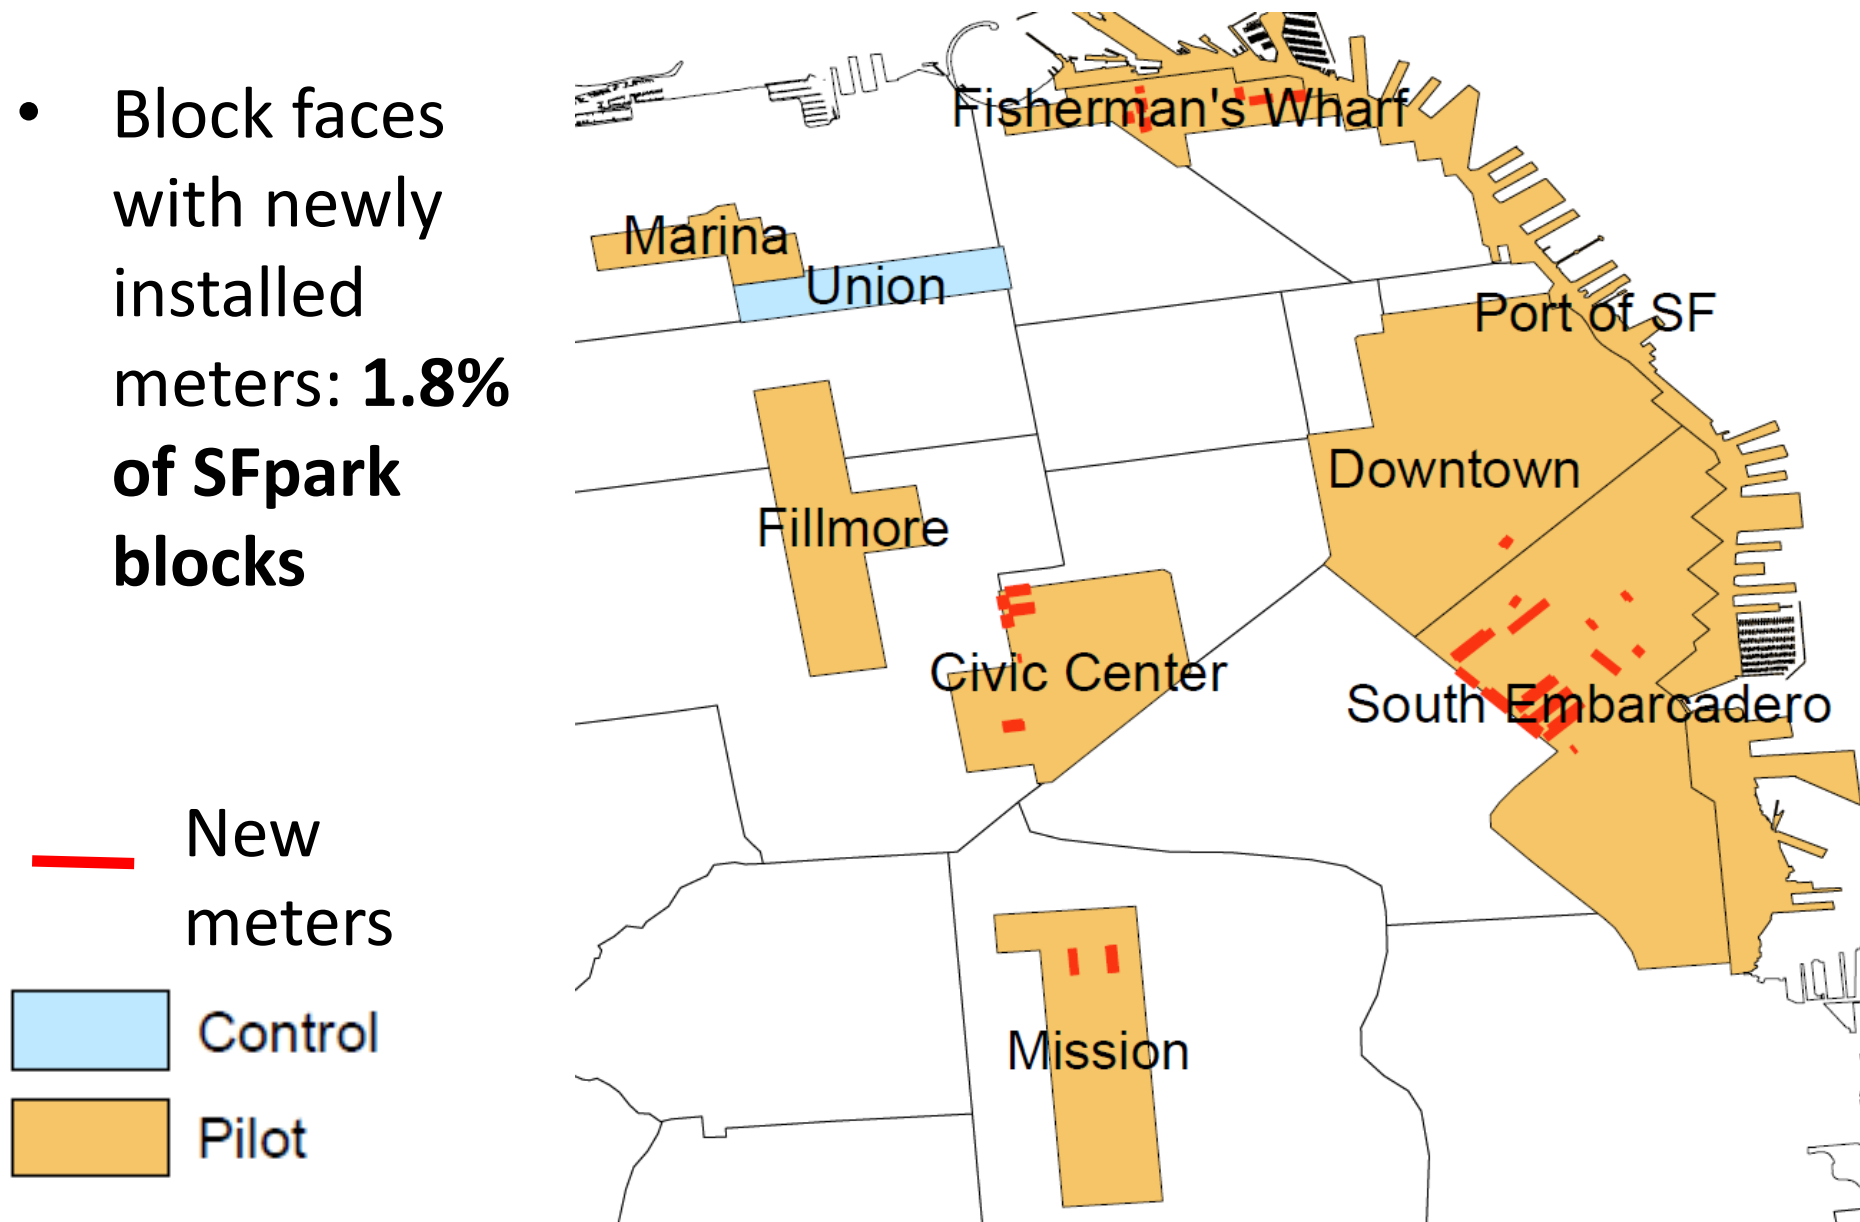 • Block faces
with newly
installed
meters: 1.8%
of SFpark
blocks
New
meters
Control
Pilot
Fisherman's Wharf
Marina
Union
Port of SF
Downtown
Fillmore
Civic Center
South Embarcadero
Mission